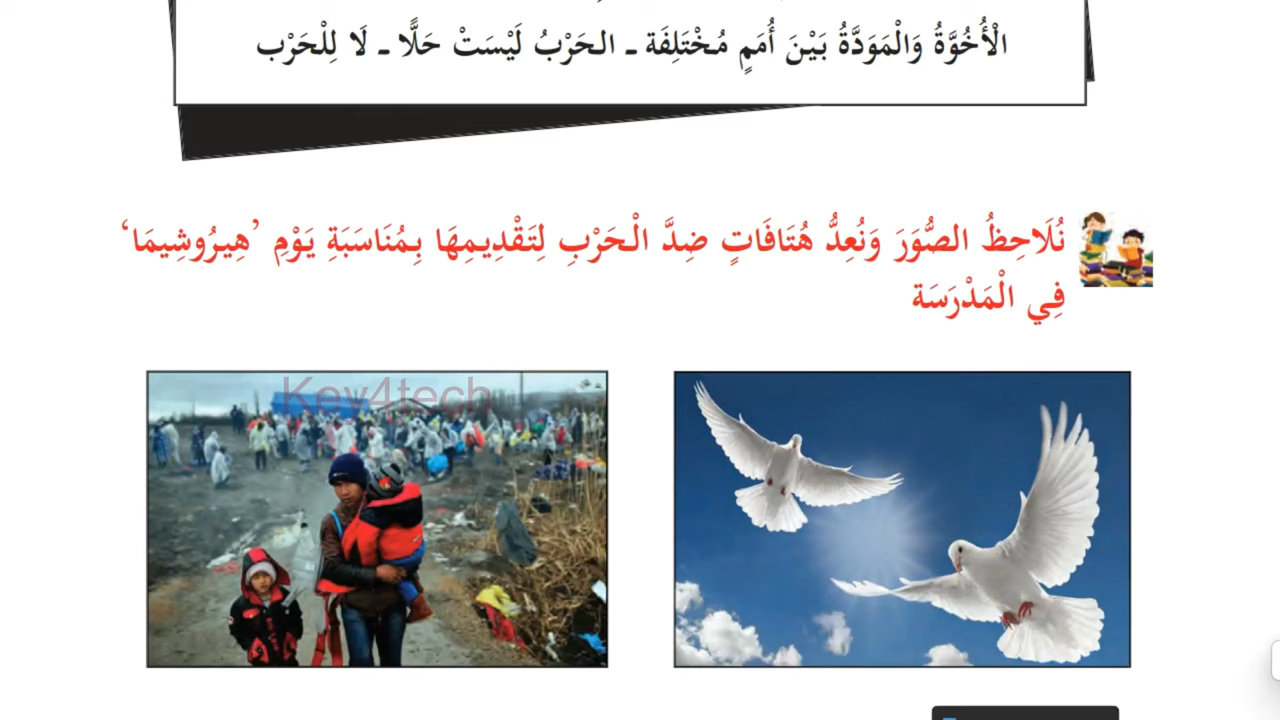 الْأُخُوَّةُ وَالْمَوَدَّةُ بَيْنَ أُمَمٍ مُخْتَلِفَة ـ الحَرْبُ لَيْسَتْ حَلًّا ـ لَا لِلْحَرْب
نُلَاحِظُ الصُّوَرَ وَنُعِدُّ هُتَافَاتٍ ضِدَّ الْحَرْبِ لِتَقْدِيمِهَا بِمُنَاسَبَةِ يَوْمِ ’هِيرُوشِيمَا‘
فِي الْمَدْرَسَة
Key4tech